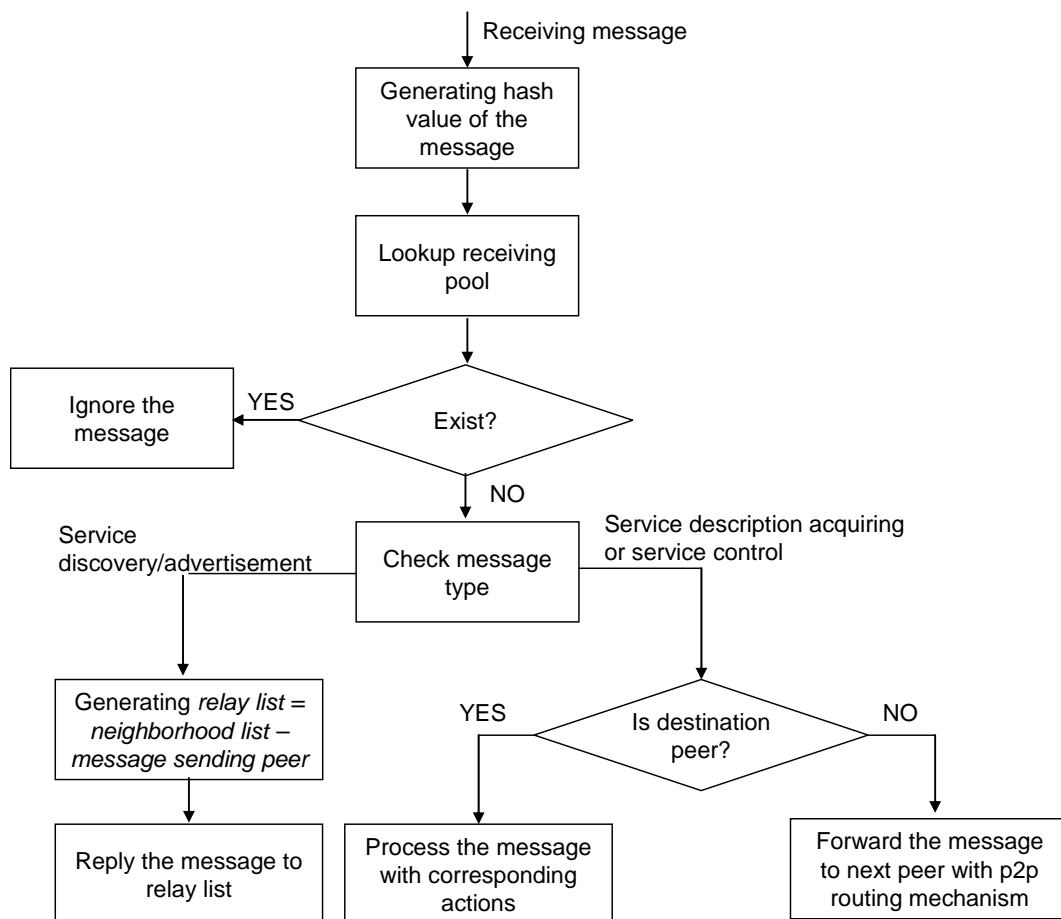 Receiving message
Generating hash
value of the
message
Lookup receiving
pool
Ignore the
message
YES
Exist?
NO
Service
discovery/advertisement
Check message
type
Service description acquiring
or service control
Generating relay list =
neighborhood list –
message sending peer
YES
Is destination
peer?
NO
Reply the message to
relay list
Process the message
with corresponding
actions
Forward the message
to next peer with p2p
routing mechanism